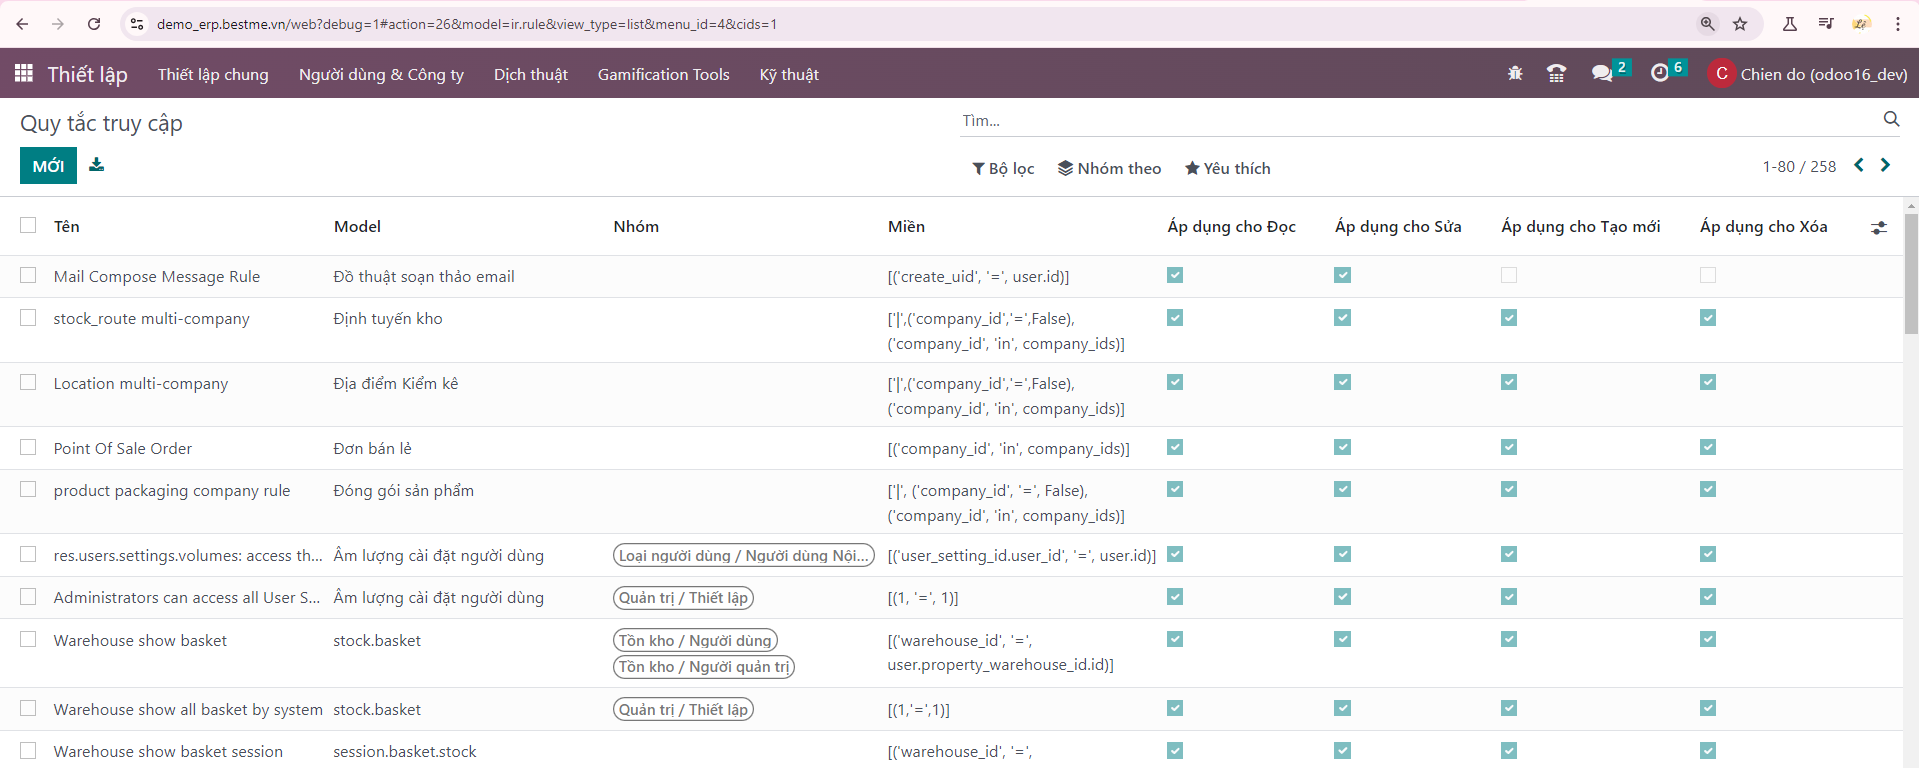 demo_erp.bestme.vn/web?debug=1#action=26&model=ir.rule&view_type=list&menu_id=4&cids=1
Thiết lập Thiết lập chung Người dùng & Công ty Dịch thuật Gamification Tools Kỹ thuật 2 6 C Chien do (odoo16_dev)
Quy tắc truy cập Tìm...
MỚI Bộ lọc Nhóm theo Yêu thích 1-80 / 258
Tên Model Nhóm Miền Áp dụng cho Đọc Áp dụng cho Sửa Áp dụng cho Tạo mới Áp dụng cho Xóa
Mail Compose Message Rule Đồ thuật soạn thảo email [('create_uid', '=', user.id)]
stock_route multi-company Định tuyến kho ['|',('company_id','=',False),
('company_id', 'in', company_ids)]
Location multi-company Địa điểm Kiểm kê ['|',('company_id','=',False),
('company_id', 'in', company_ids)]
Point Of Sale Order Đơn bán lẻ [('company_id', 'in', company_ids)]
product packaging company rule Đóng gói sản phẩm ['|', ('company_id', '=', False),
('company_id', 'in', company_ids)]
res.users.settings.volumes: access th... Âm lượng cài đặt người dùng Loại người dùng / Người dùng Nội... [('user_setting_id.user_id', '=', user.id)]
Administrators can access all User S... Âm lượng cài đặt người dùng Quản trị / Thiết lập [(1, '=', 1)]
Warehouse show basket stock.basket Tồn kho / Người dùng [('warehouse_id', '=',
Tồn kho / Người quản trị user.property_warehouse_id.id)]
Warehouse show all basket by system stock.basket Quản trị / Thiết lập [(1,'=',1)]
Warehouse show basket session session.basket.stock [('warehouse_id', '=',